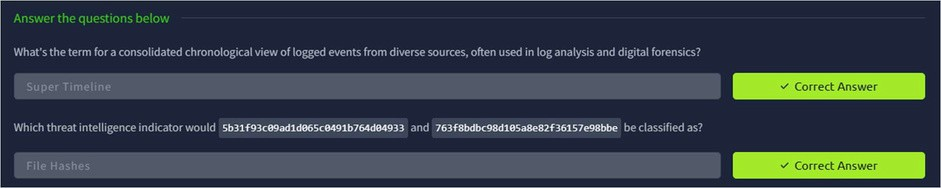 Answer the questions below
What's the term for a consolidated chronological view of logged events from diverse sources, often used in log analysis and digital forensics?
Super Timeline
✓ Correct Answer
Which threat intelligence indicator would 5b31f93c09ad1d065c0491b764d04933 and 763f8bdbc98d105a8e82f36157e98bbe be classified as?
File Hashes
✓ Correct Answer